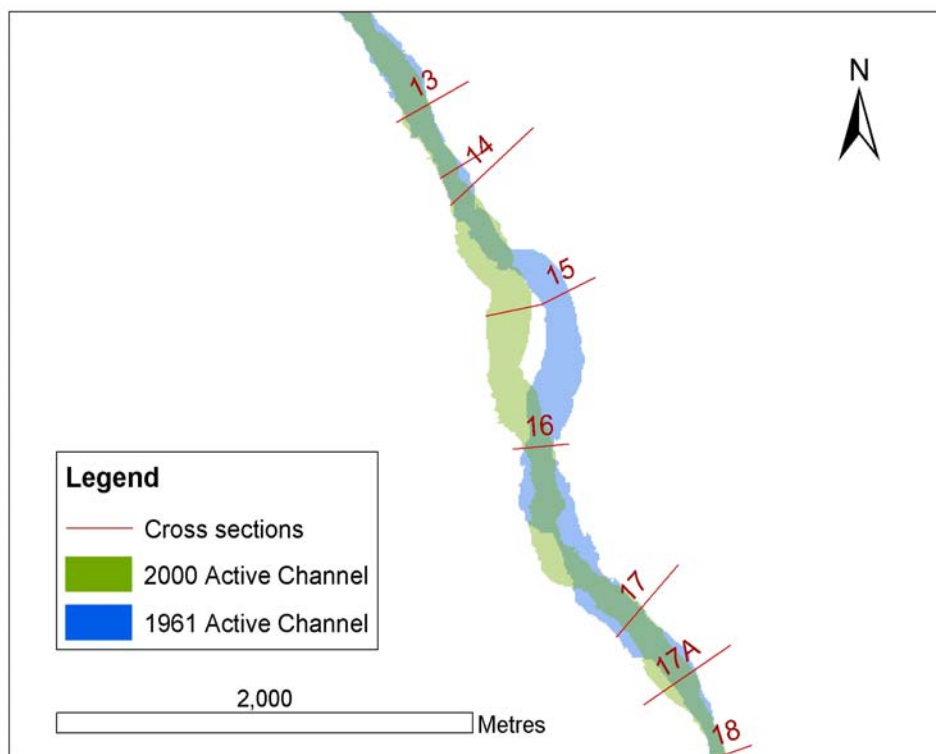 N
13
14
15
16
17
17A
18
Legend
Cross sections
2000 Active Channel
1961 Active Channel
2,000
Metres